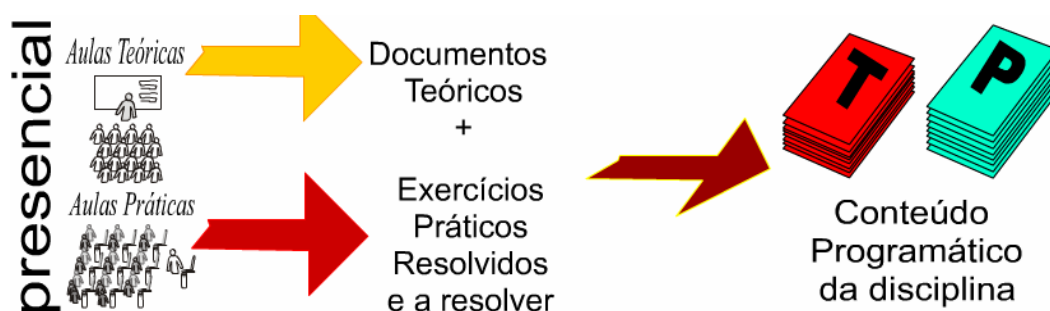 presencial
Aulas Teóricas
Aulas Práticas
Documentos
Teóricos
+
Exercícios
Práticos
Resolvidos
e a resolver
T
P
Conteúdo
Programático
da disciplina